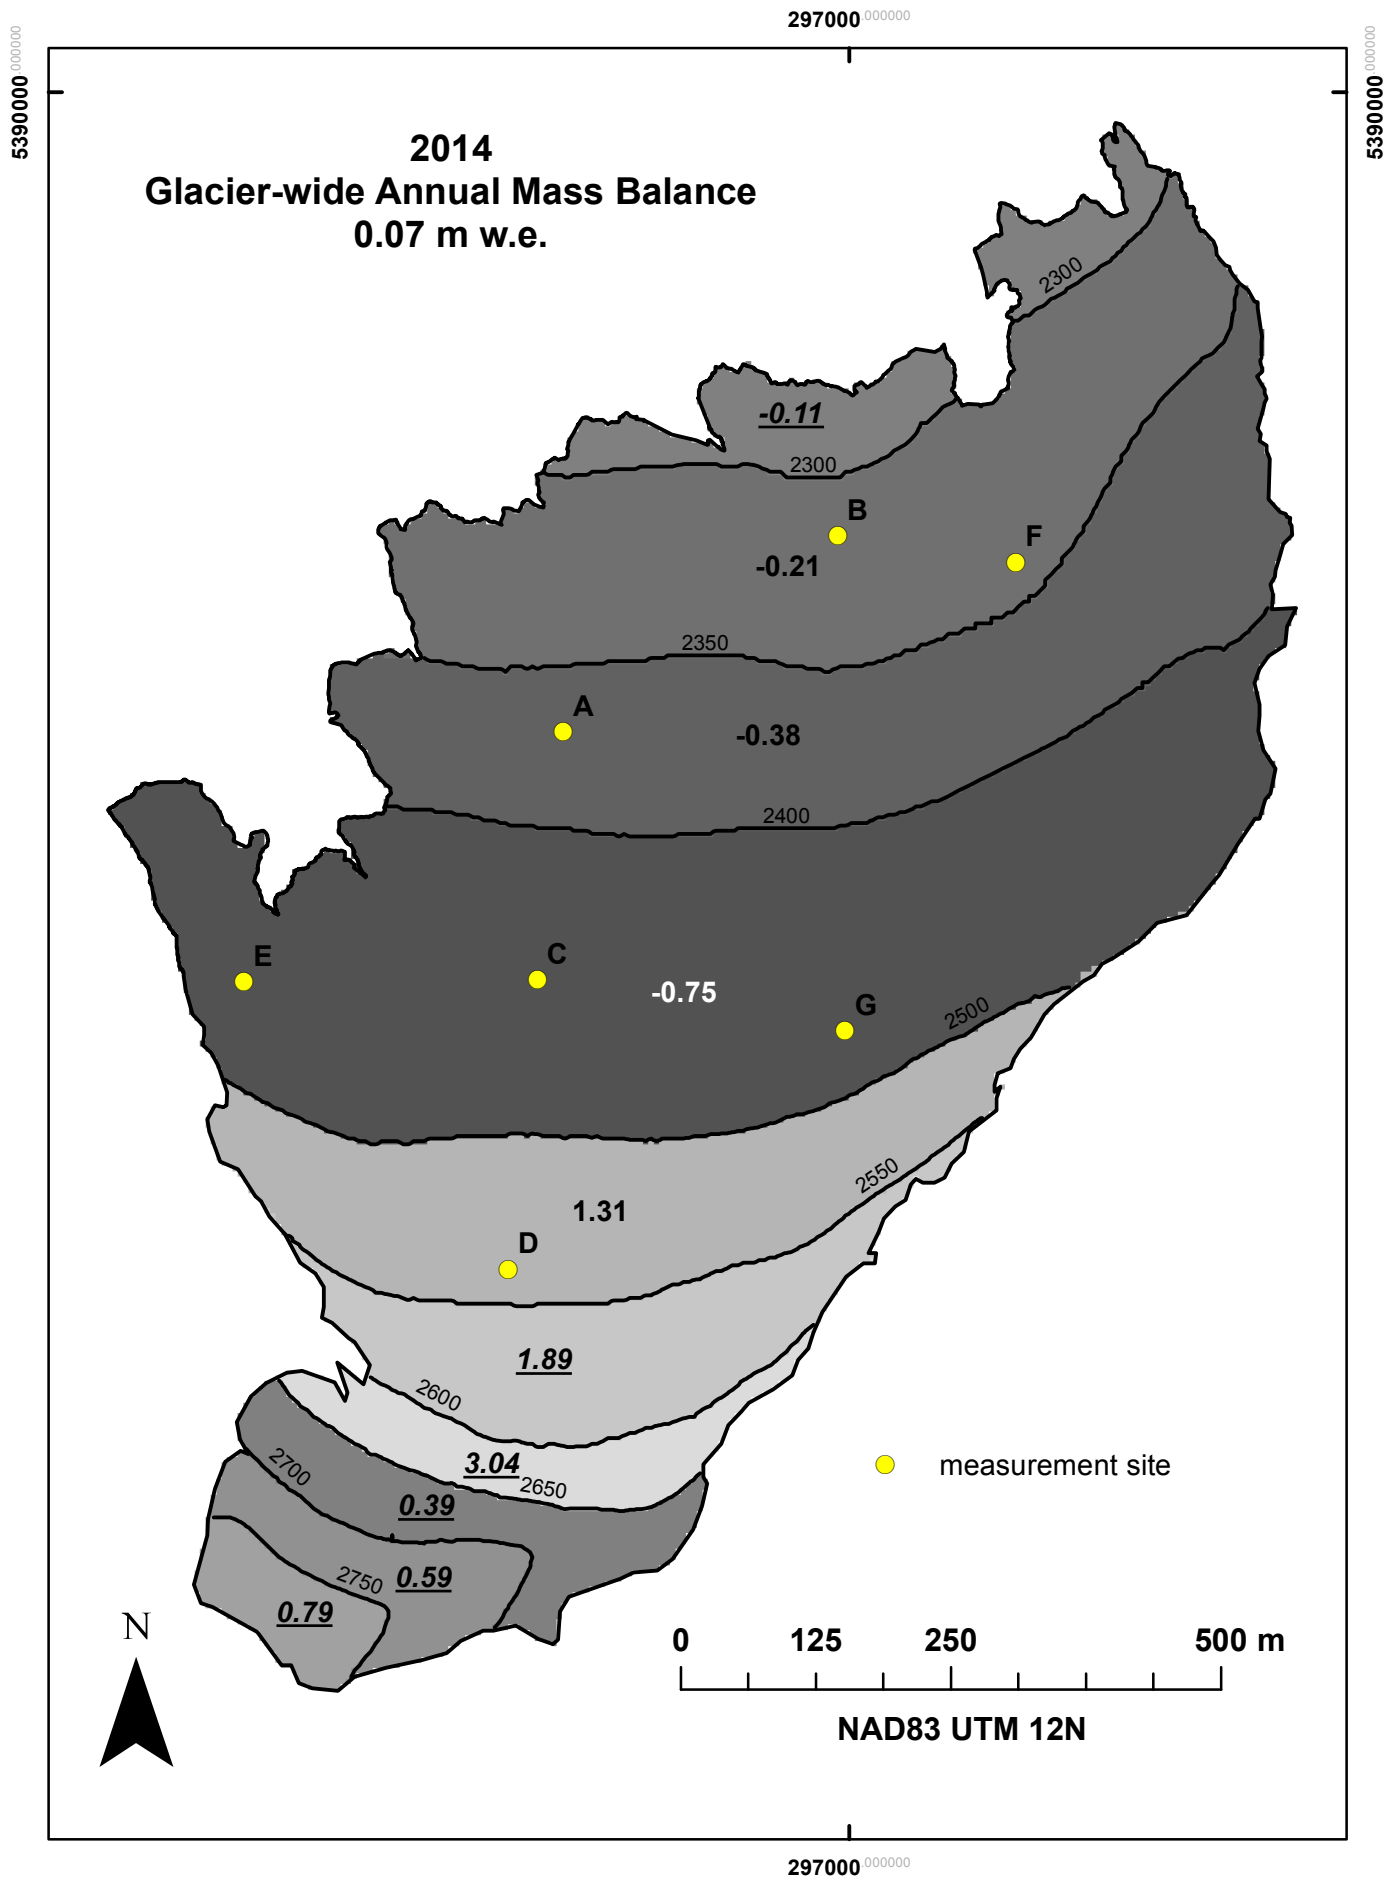 297000.000000
5390000.000000
5390000.000000
2014
Glacier-wide Annual Mass Balance
0.07 m w.e.
2300
-0.11
2300
B
F
-0.21
2350
A
-0.38
2400
E
C
-0.75
G
2500
2550
1.31
D
1.89
2600
3.04
measurement site
2700
2650
0.39
2750
0.59
0.79
N
0 125 250 500 m
NAD83 UTM 12N
297000.000000